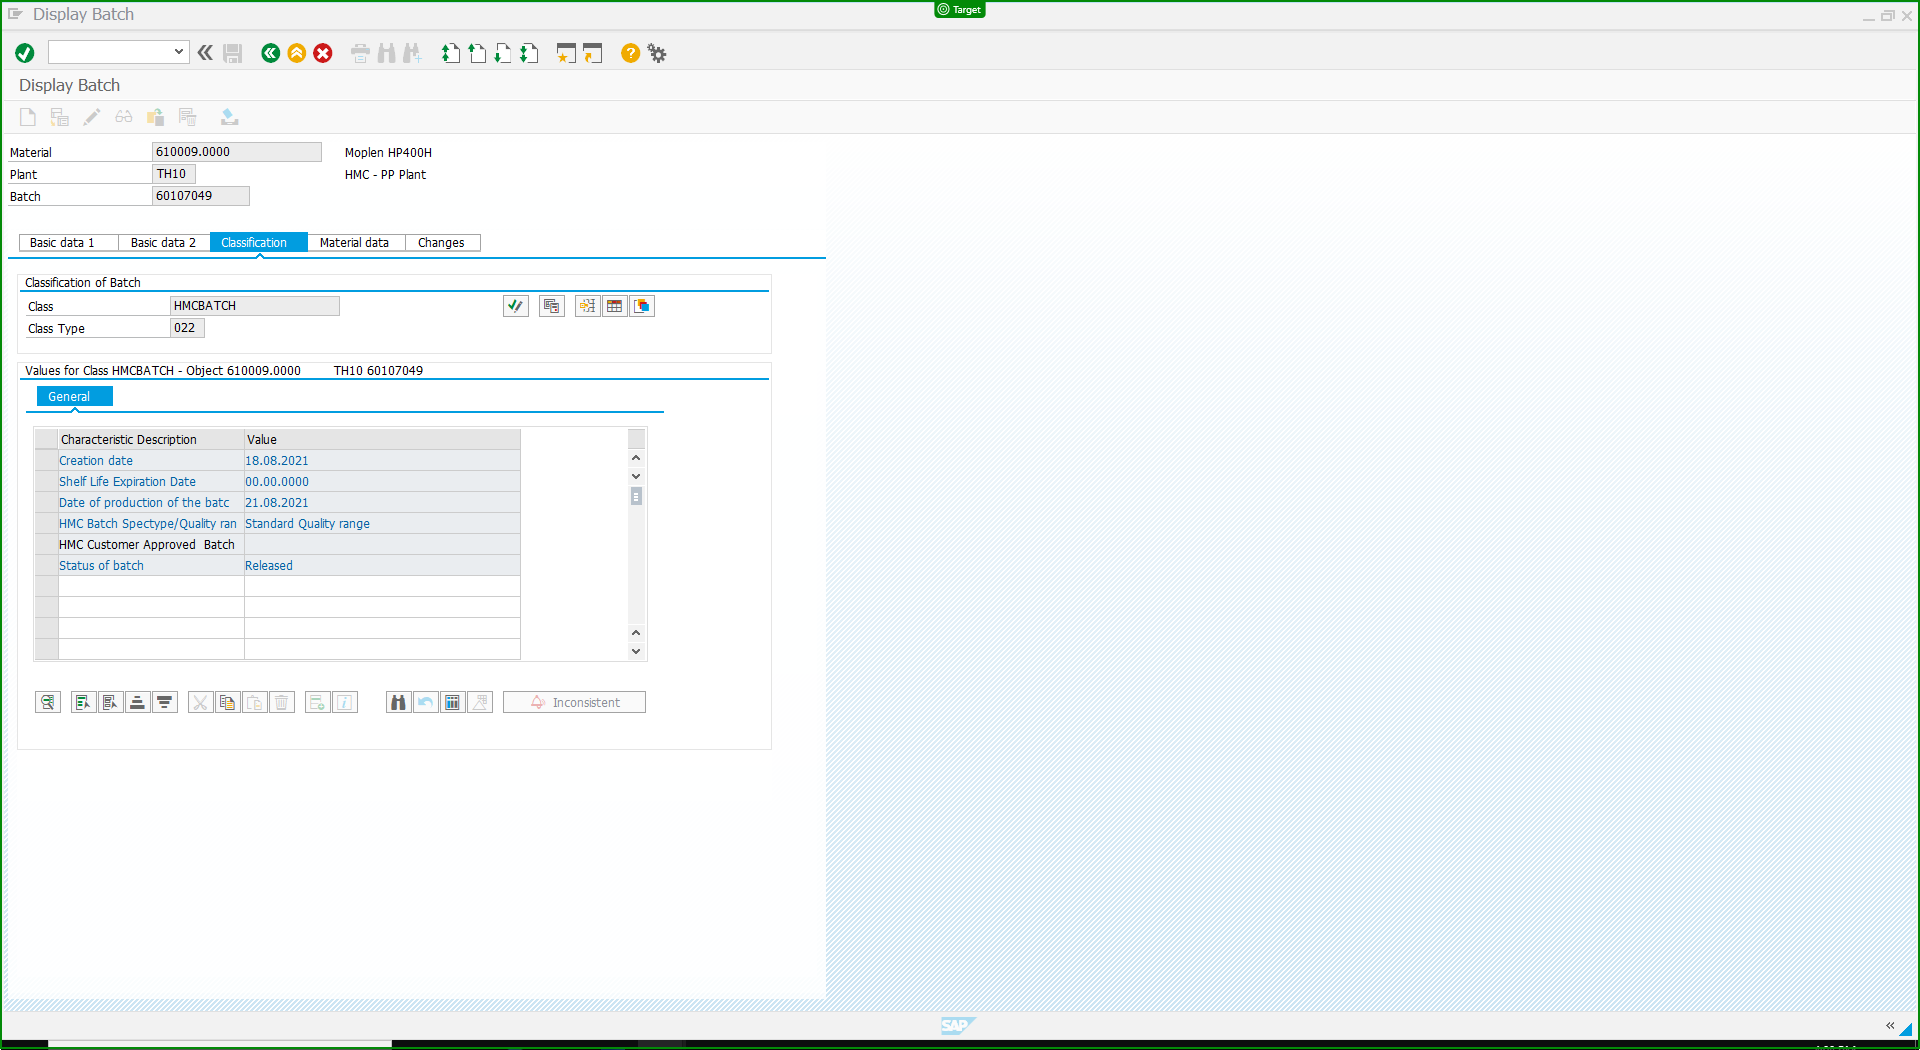 Display Batch
Target
Display Batch
Material 610009.0000 Moplen HP400H
Plant TH10 HMC - PP Plant
Batch 60107049
Basic data 1 Basic data 2 Classification Material data Changes
Classification of Batch
Class HMCBATCH
Class Type 022
Values for Class HMCBATCH - Object 610009.0000 TH10 60107049
General
Characteristic Description Value
Creation date 18.08.2021
Shelf Life Expiration Date 00.00.0000
Date of production of the batc 21.08.2021
HMC Batch Spectype/Quality ran Standard Quality range
HMC Customer Approved Batch
Status of batch Released
Inconsistent
SAP